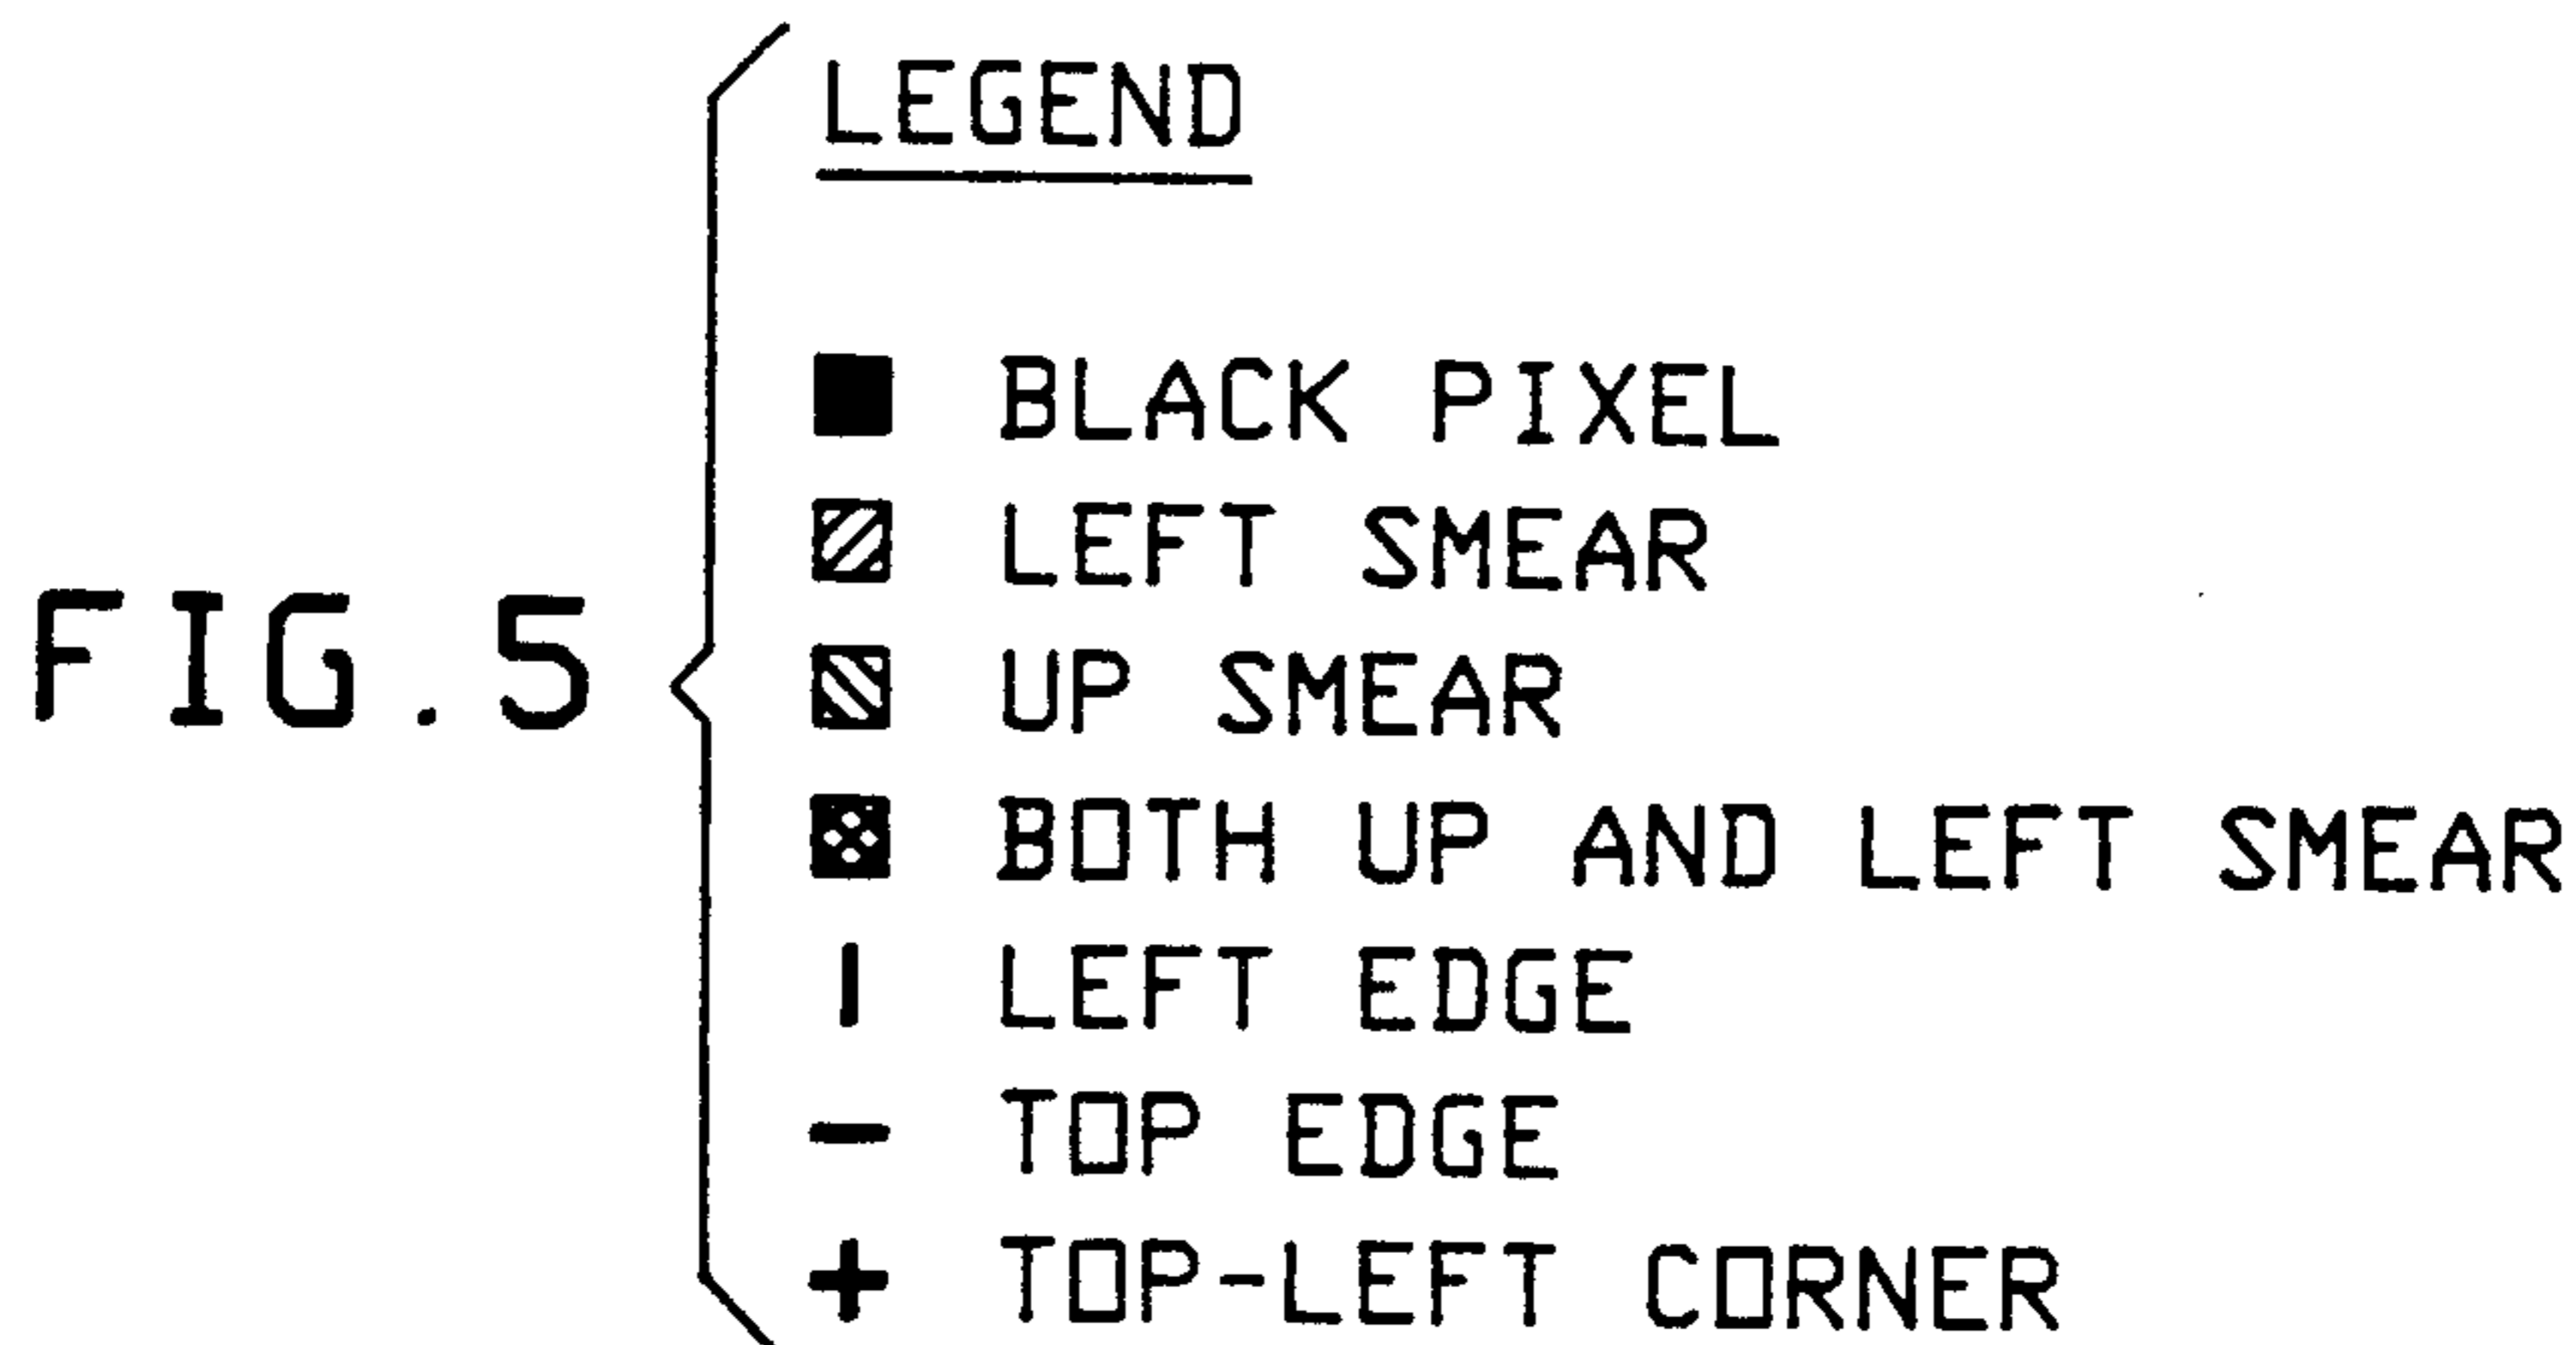 LEGEND
BLACK PIXEL
LEFT SMEAR
UP SMEAR
BOTH UP AND LEFT SMEAR
LEFT EDGE
TOP EDGE
TOP-LEFT CORNER
FIG.5